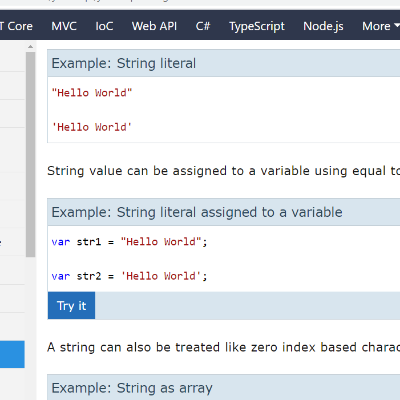 T Core MVC IoC Web API C# TypeScript Node.js More
Example: String literal
"Hello World"
'Hello World'
String value can be assigned to a variable using equal to
Example: String literal assigned to a variable
var str1 = "Hello World";
var str2 = 'Hello World';
Try it
A string can also be treated like zero index based charac
Example: String as array